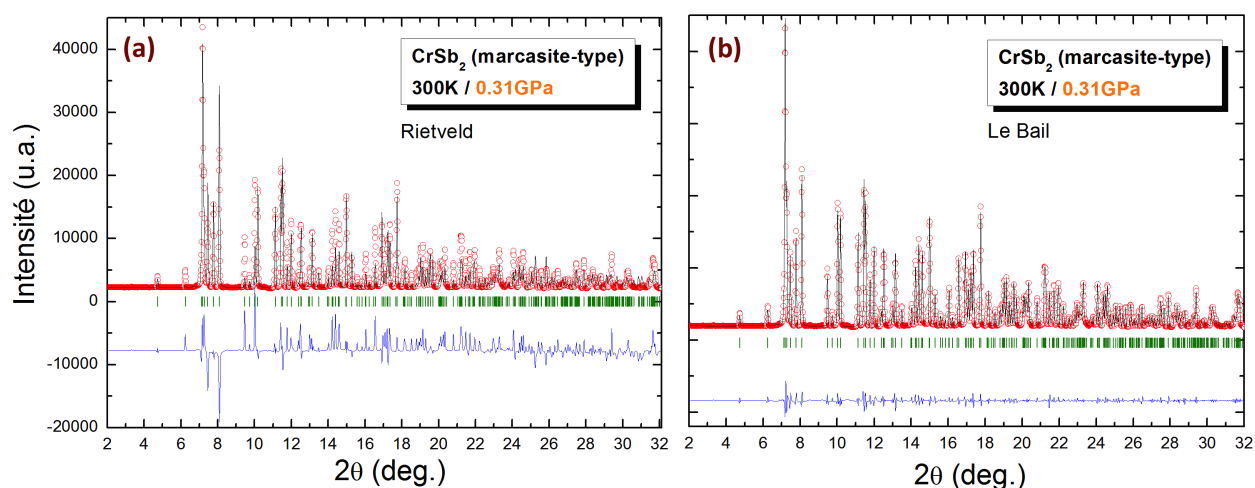 (a)
CrSb₂ (marcasite-type)
300K / 0.31GPa
Rietveld
Intensité (u.a.)
40000
30000
20000
10000
0
-10000
-20000
2 4 6 8 10 12 14 16 18 20 22 24 26 28 30 32
2θ (deg.)
(b)
CrSb₂ (marcasite-type)
300K / 0.31GPa
Le Bail
2 4 6 8 10 12 14 16 18 20 22 24 26 28 30 32
2θ (deg.)